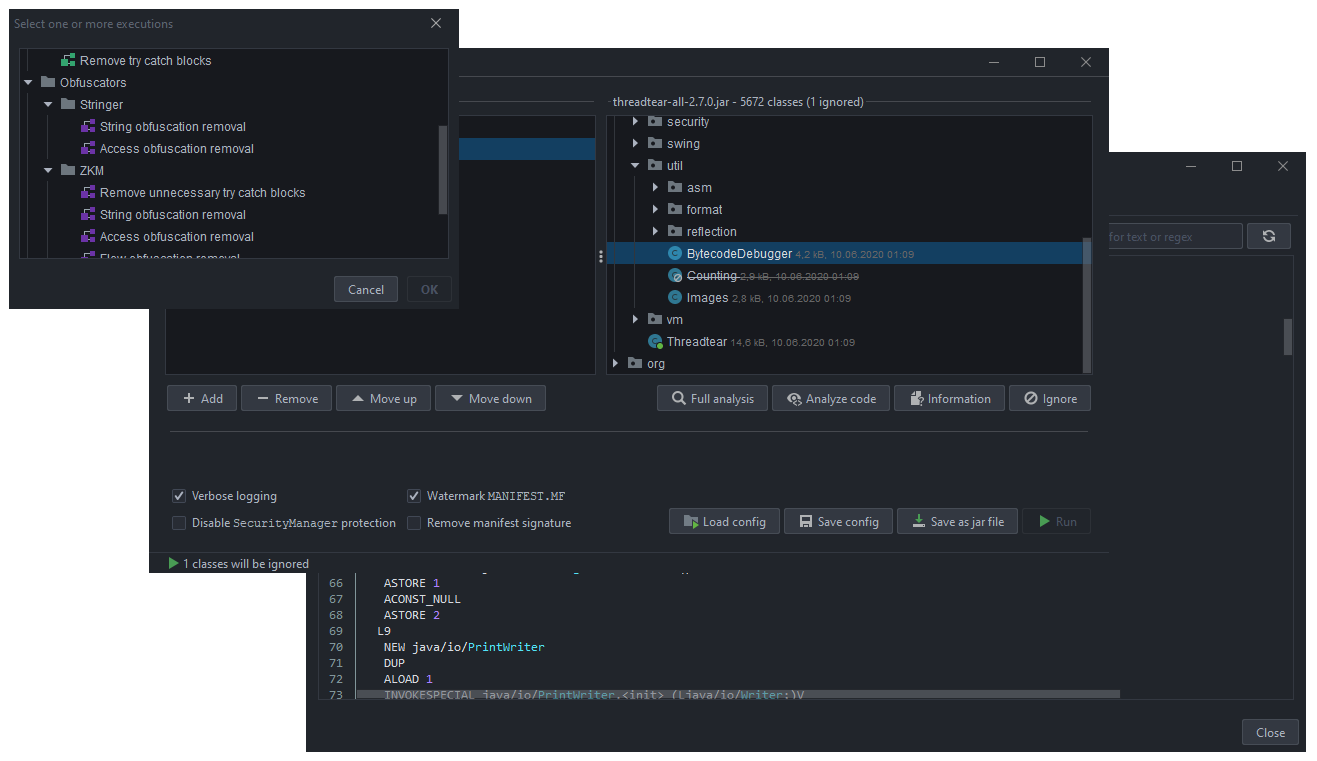 Select one or more executions
Remove try catch blocks
Obfuscators
Stringer
String obfuscation removal
Access obfuscation removal
ZKM
Remove unnecessary try catch blocks
String obfuscation removal
Access obfuscation removal
Flow obfuscation removal
Cancel
OK
threadtear-all-2.7.0.jar - 5672 classes (1 ignored)
security
swing
util
asm
format
reflection
BytecodeDebugger 4,2 kB, 10.06.2020 01:09
Counting 2,9 kB, 10.06.2020 01:09
Images 2,8 kB, 10.06.2020 01:09
vm
Threadtear 14,6 kB, 10.06.2020 01:09
org
Add
Remove
Move up
Move down
Full analysis
Analyze code
Information
Ignore
Verbose logging
Watermark MANIFEST.MF
Disable SecurityManager protection
Remove manifest signature
Load config
Save config
Save as jar file
Run
1 classes will be ignored
for text or regex
66 ASTORE 1
67 ACONST_NULL
68 ASTORE 2
69 L9
70 NEW java/io/PrintWriter
71 DUP
72 ALOAD 1
73 INVOKESPECIAL java/io/PrintWriter.<init> (Ljava/io/Writer;)V
Close